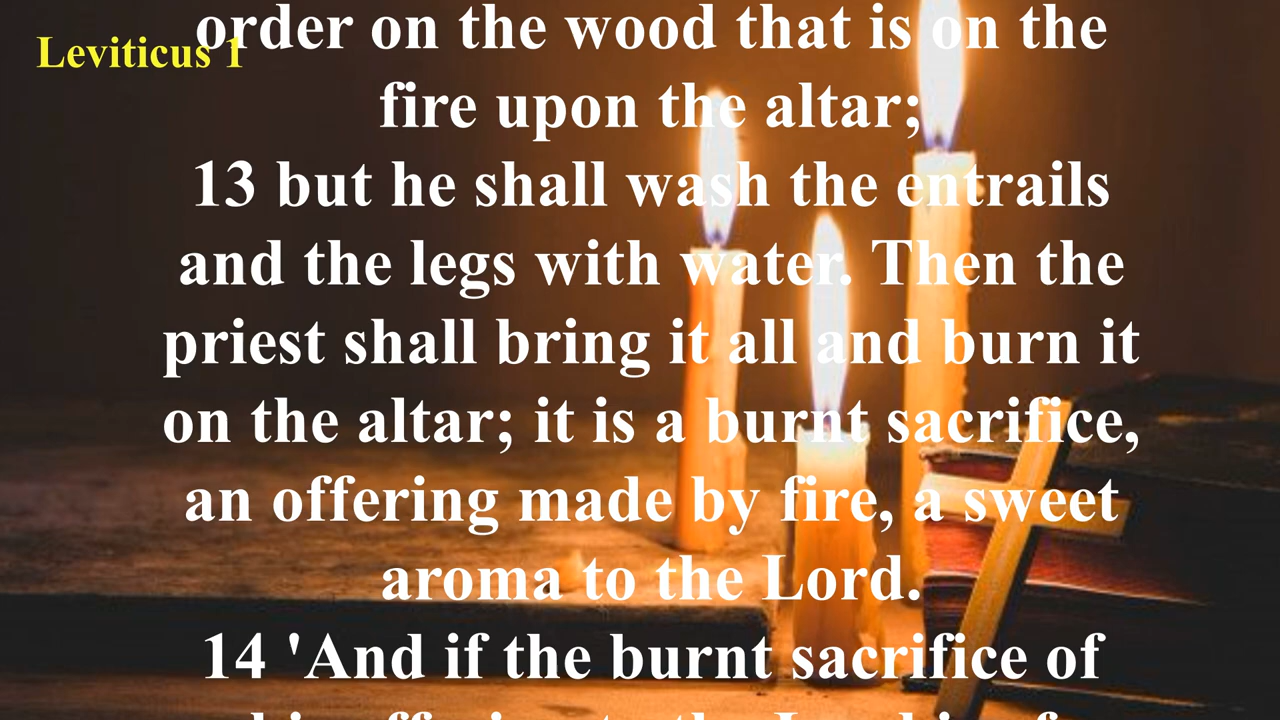 Leviticus 1
order on the wood that is on the
fire upon the altar;
13 but he shall wash the entrails
and the legs with water. Then the
priest shall bring it all and burn it
on the altar; it is a burnt sacrifice,
an offering made by fire, a sweet
aroma to the Lord.
14 'And if the burnt sacrifice of